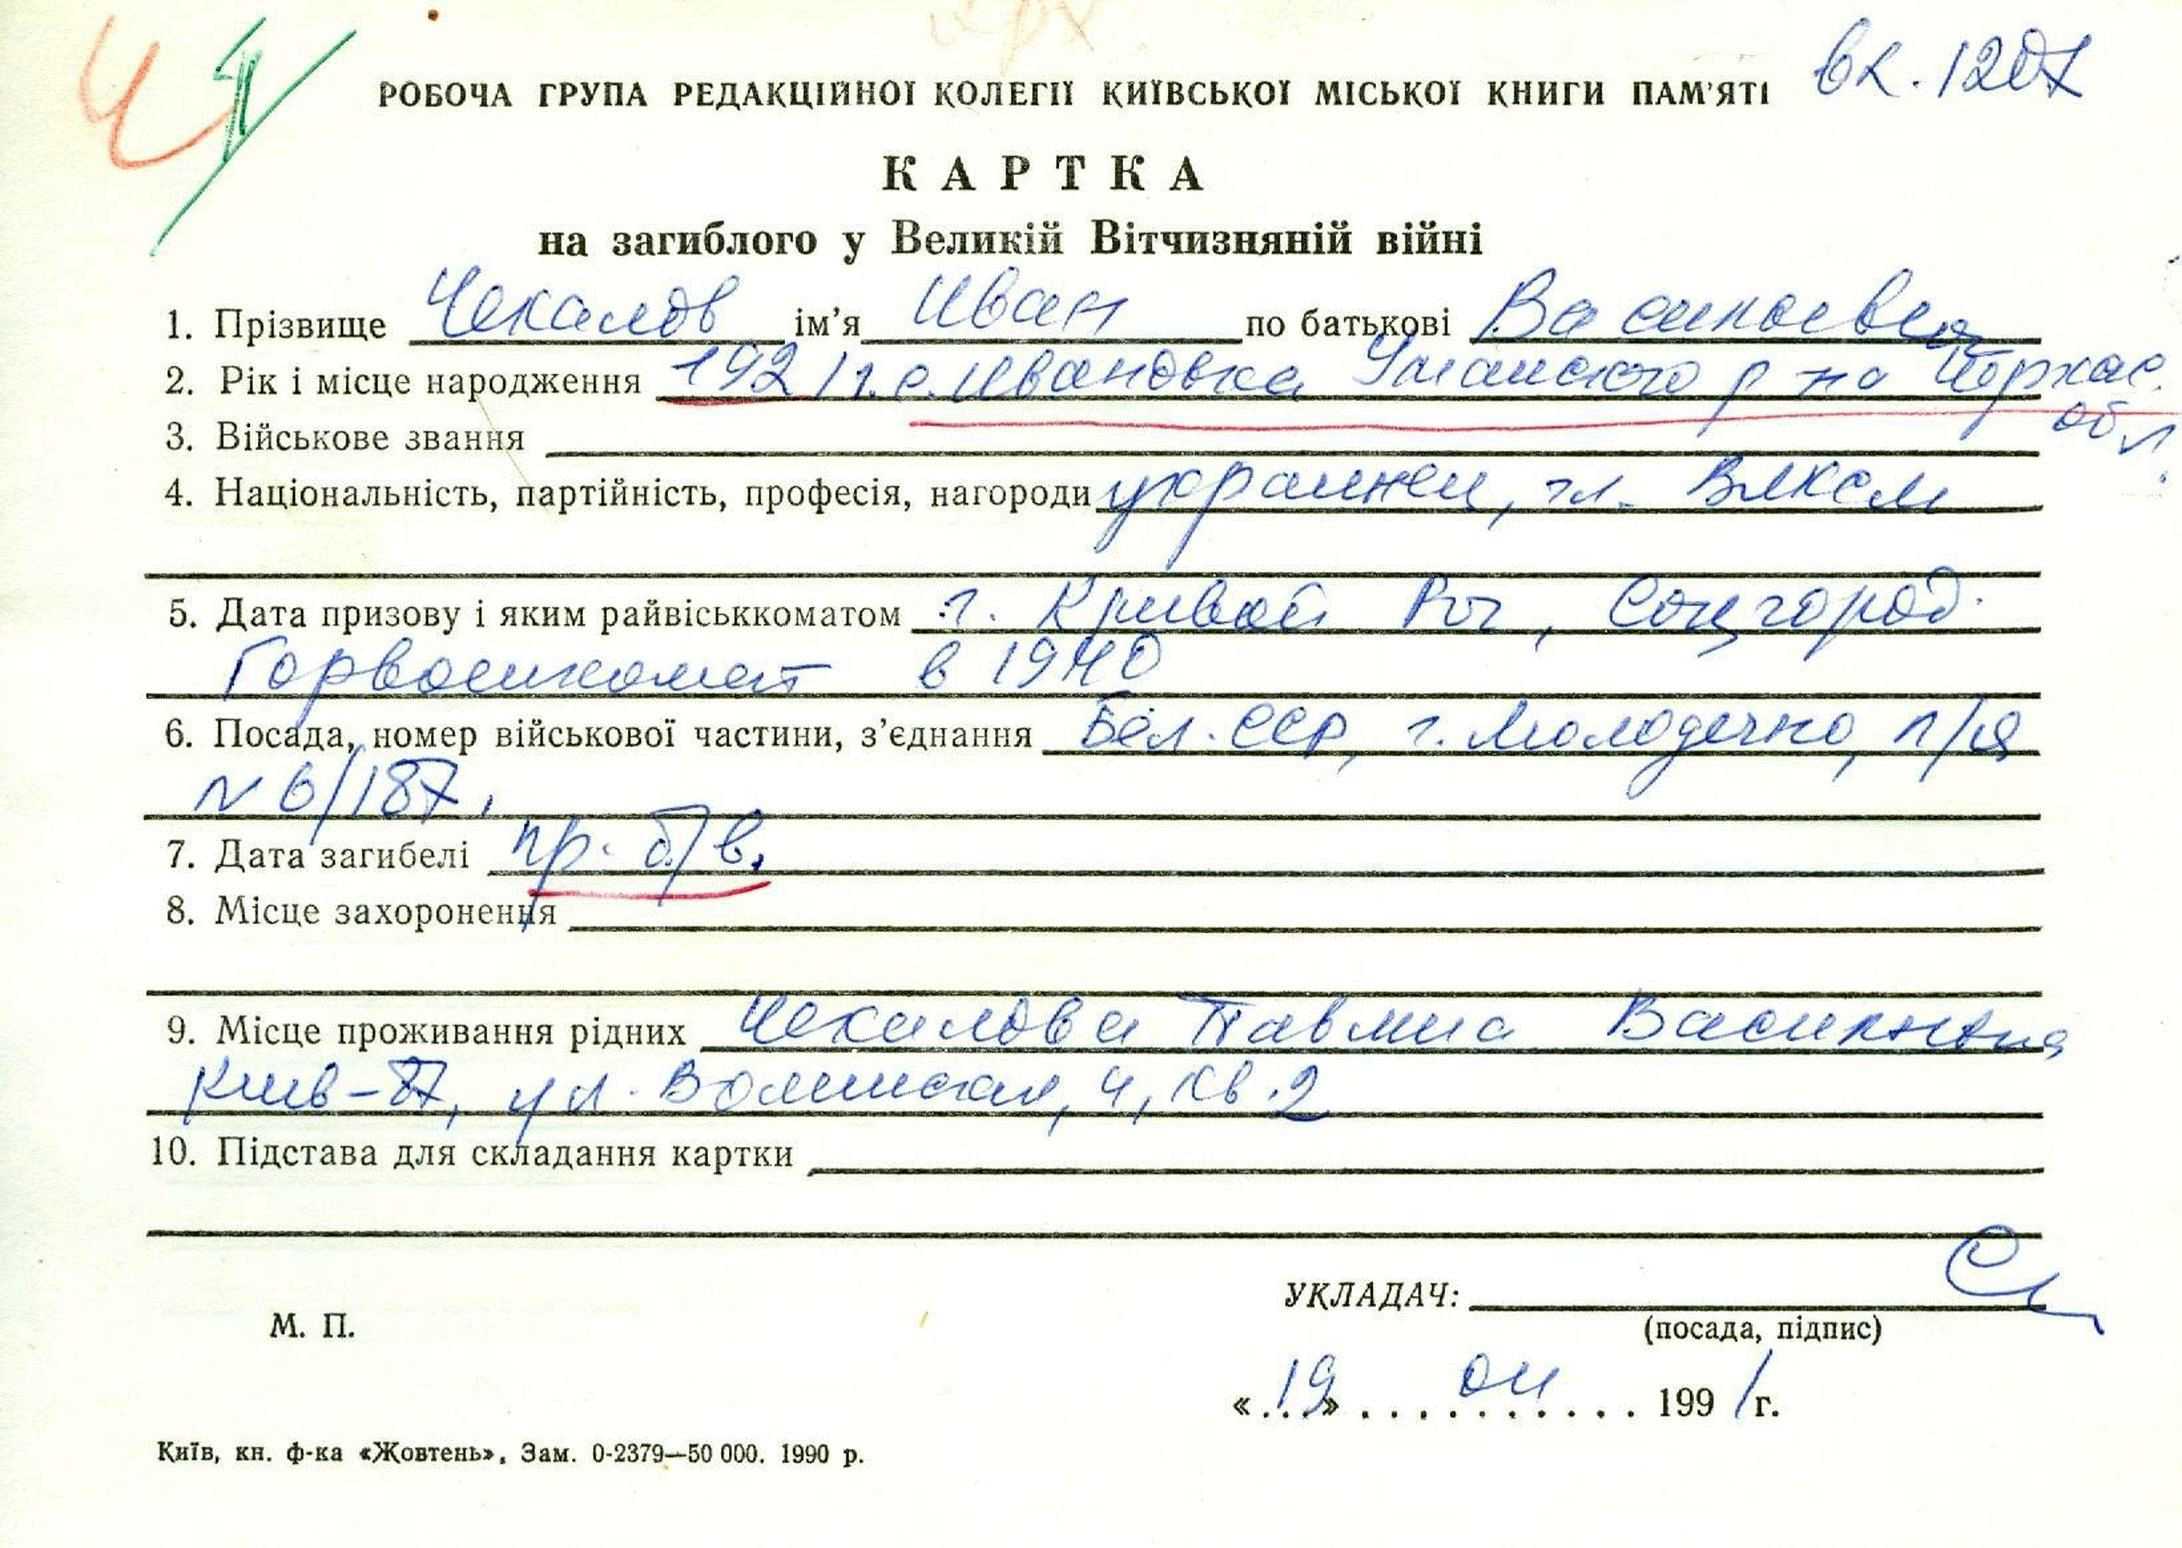 Ч
вх. 1207
РОБОЧА ГРУПА РЕДАКЦІЙНОЇ КОЛЕГІЇ КИЇВСЬКОЇ МІСЬКОЇ КНИГИ ПАМ'ЯТІ
КАРТКА
на загиблого у Великій Вітчизняній війні
1. Прізвище Чекалов ім'я Иван по батькові Васильевич
2. Рік і місце народження 1921 г. с. Ивановка Уманского р-на Черкас.
обл.
3. Військове звання
4. Національність, партійність, професія, нагороди украинец, чл. ВЛКСМ
5. Дата призову і яким райвіськкоматом г. Кривой Рог, Соцгород.
Горвоенкомат в 1940
6. Посада, номер військової частини, з'єднання Бел. ССР, г. Молодечно, п/я
N 6/187,
7. Дата загибелі пр. б/в.
8. Місце захоронення
9. Місце проживання рідних Чекалова Васильевна
Киев-87, ул. Волынская, 4, кв. 2
10. Підстава для складання картки
УКЛАДАЧ:
М. П.
(посада, підпис)
«19» 04 1991 г.
Київ, кн. ф-ка «Жовтень», Зам. 0-2379—50 000. 1990 р.